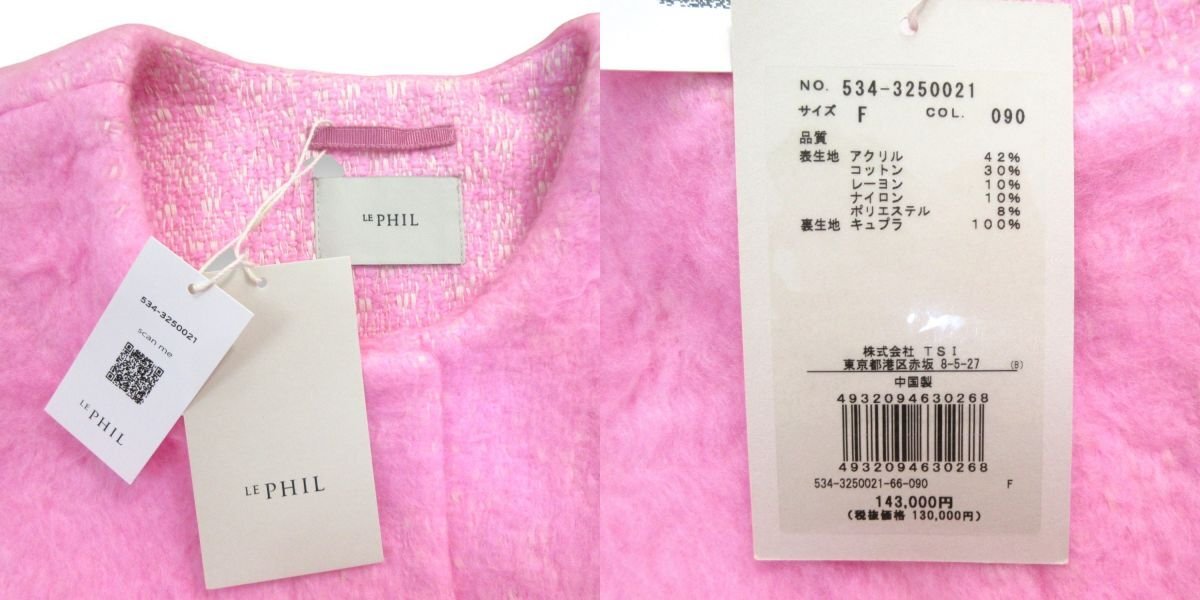 LE PHIL
534-3250021
scan me
LE PHIL
LE PHIL
NO. 534-3250021
サイズ F COL. 090
品質
表生地 アクリル 42%
コットン 30%
レーヨン 10%
ナイロン 10%
ポリエステル 8%
裏生地 キュプラ 100%
株式会社 TSI
東京都港区赤坂 8-5-27 (B)
中国製
4932094630268
4932094630268
534-3250021-66-090 F
143,000円
(税抜価格 130,000円)